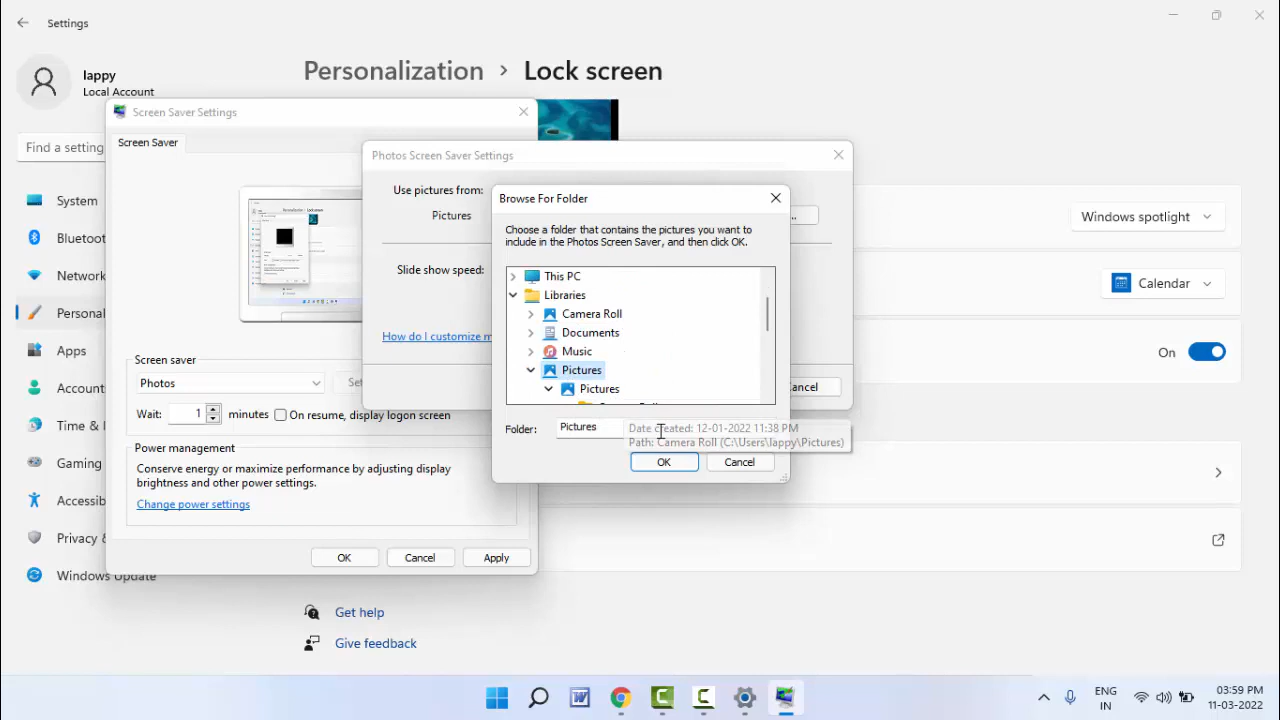 Settings
lappy
Local Account
Personalization > Lock screen
Find a setting
System
Bluetoot
Network
Personal
Apps
Account
Time &
Gaming
Accessib
Privacy &
Windows Update
Screen Saver Settings
Screen Saver
Screen saver
Photos
Set
Wait: 1 minutes On resume, display logon screen
Power management
Conserve energy or maximize performance by adjusting display
brightness and other power settings.
Change power settings
OK Cancel Apply
Photos Screen Saver Settings
Use pictures from:
Pictures
...
Slide show speed:
How do I customize m
Cancel
Browse For Folder
Choose a folder that contains the pictures you want to
include in the Photos Screen Saver, and then click OK.
This PC
Libraries
Camera Roll
Documents
Music
Pictures
Pictures
Folder: Pictures
Date created: 12-01-2022 11:38 PM
Path: Camera Roll (C:\Users\lappy\Pictures)
OK Cancel
Windows spotlight
Calendar
On
Get help
Give feedback
ENG
IN
03:59 PM
11-03-2022